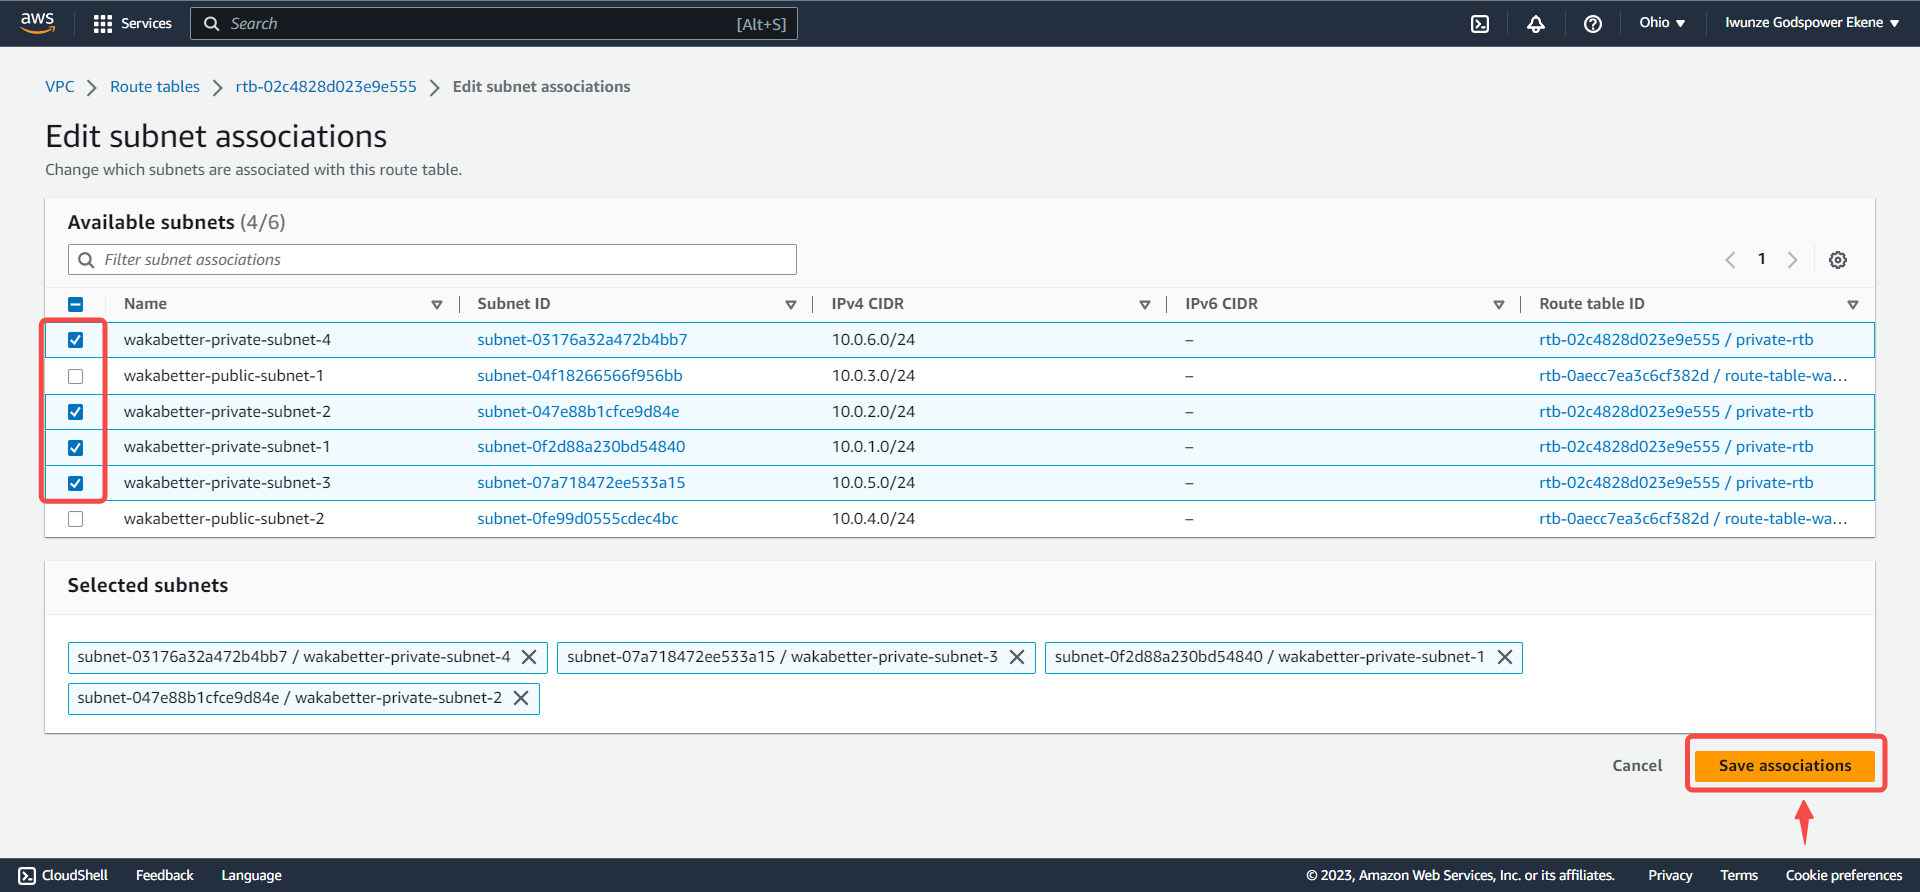 aws Services Search [Alt+S] Ohio Iwunze Godspower Ekene
VPC Route tables rtb-02c4828d023e9e555 Edit subnet associations
Edit subnet associations
Change which subnets are associated with this route table.
Available subnets (4/6)
Filter subnet associations 1
Name Subnet ID IPv4 CIDR IPv6 CIDR Route table ID
wakabetter-private-subnet-4 subnet-03176a32a472b4bb7 10.0.6.0/24 – rtb-02c4828d023e9e555 / private-rtb
wakabetter-public-subnet-1 subnet-04f18266566f956bb 10.0.3.0/24 – rtb-0aecc7ea3c6cf382d / route-table-wa...
wakabetter-private-subnet-2 subnet-047e88b1cfce9d84e 10.0.2.0/24 – rtb-02c4828d023e9e555 / private-rtb
wakabetter-private-subnet-1 subnet-0f2d88a230bd54840 10.0.1.0/24 – rtb-02c4828d023e9e555 / private-rtb
wakabetter-private-subnet-3 subnet-07a718472ee533a15 10.0.5.0/24 – rtb-02c4828d023e9e555 / private-rtb
wakabetter-public-subnet-2 subnet-0fe99d0555cdec4bc 10.0.4.0/24 – rtb-0aecc7ea3c6cf382d / route-table-wa...
Selected subnets
subnet-03176a32a472b4bb7 / wakabetter-private-subnet-4 subnet-07a718472ee533a15 / wakabetter-private-subnet-3 subnet-0f2d88a230bd54840 / wakabetter-private-subnet-1
subnet-047e88b1cfce9d84e / wakabetter-private-subnet-2
Cancel Save associations
CloudShell Feedback Language © 2023, Amazon Web Services, Inc. or its affiliates. Privacy Terms Cookie preferences